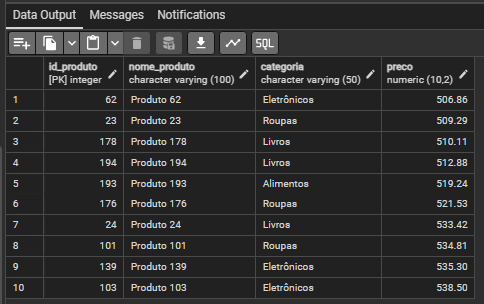 Data Output Messages Notifications
SQL
id_produto nome_produto categoria preco
[PK] integer character varying (100) character varying (50) numeric (10,2)
1 62 Produto 62 Eletrônicos 506.86
2 23 Produto 23 Roupas 509.29
3 178 Produto 178 Livros 510.11
4 194 Produto 194 Livros 512.88
5 193 Produto 193 Alimentos 519.24
6 176 Produto 176 Roupas 521.53
7 24 Produto 24 Livros 533.42
8 101 Produto 101 Roupas 534.81
9 139 Produto 139 Eletrônicos 535.30
10 103 Produto 103 Eletrônicos 538.50